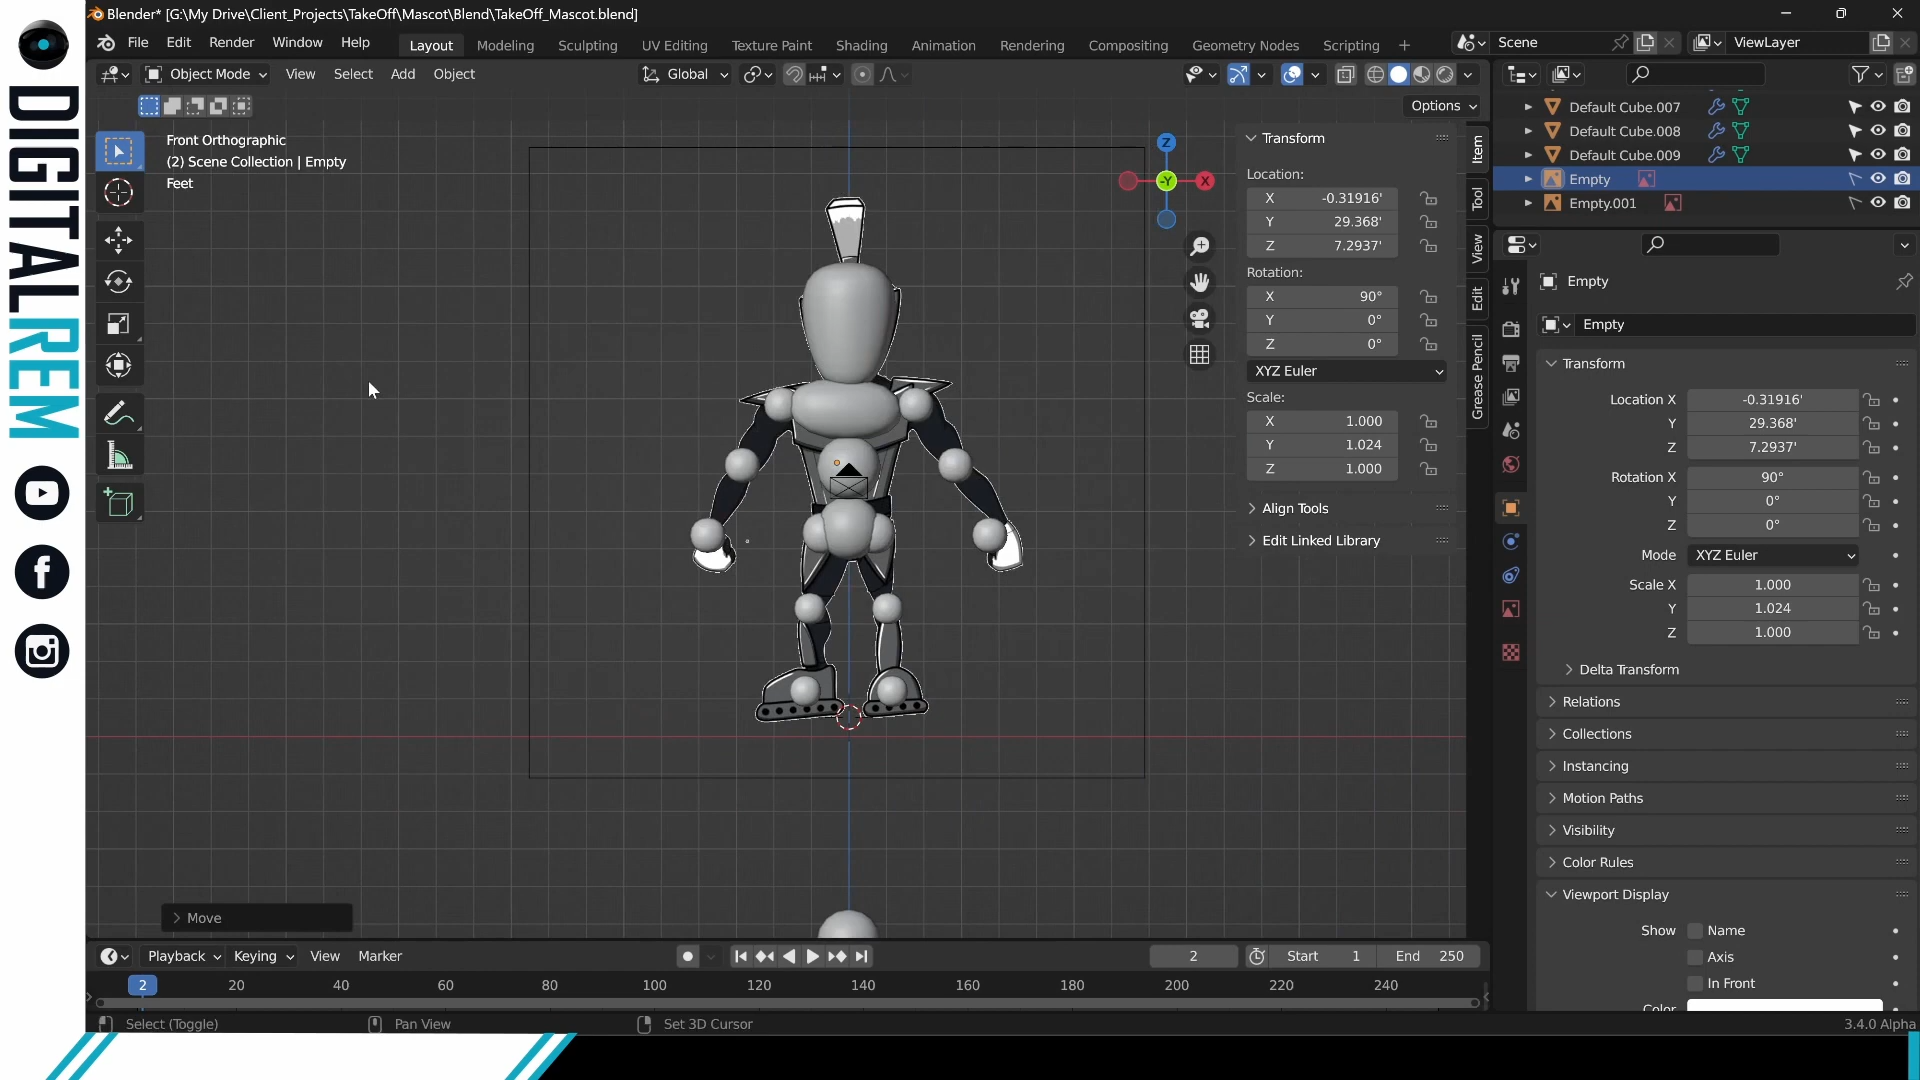 Blender* [G:\My Drive\Client_Projects\TakeOff\Mascot\Blend\TakeOff_Mascot.blend]
File Edit Render Window Help Layout Modeling Sculpting UV Editing Texture Paint Shading Animation Rendering Compositing Geometry Nodes Scripting + Scene ViewLayer
Object Mode View Select Add Object Global
Options
Front Orthographic
(2) Scene Collection | Empty
Feet
DIGITALREM
Z
-Y
X
Transform
Location:
X -0.31916'
Y 29.368'
Z 7.2937'
Rotation:
X 90°
Y 0°
Z 0°
XYZ Euler
Scale:
X 1.000
Y 1.024
Z 1.000
Align Tools
Edit Linked Library
Item
Tool
View
Edit
Grease Pencil
Default Cube.007
Default Cube.008
Default Cube.009
Empty
Empty.001
Empty
Empty
Transform
Location X -0.31916'
Y 29.368'
Z 7.2937'
Rotation X 90°
Y 0°
Z 0°
Mode XYZ Euler
Scale X 1.000
Y 1.024
Z 1.000
Delta Transform
Relations
Collections
Instancing
Motion Paths
Visibility
Color Rules
Viewport Display
Show Name
Axis
In Front
Color
Move
Playback Keying View Marker 2 Start 1 End 250
2 20 40 60 80 100 120 140 160 180 200 220 240
Select (Toggle) Pan View Set 3D Cursor 3.4.0 Alpha